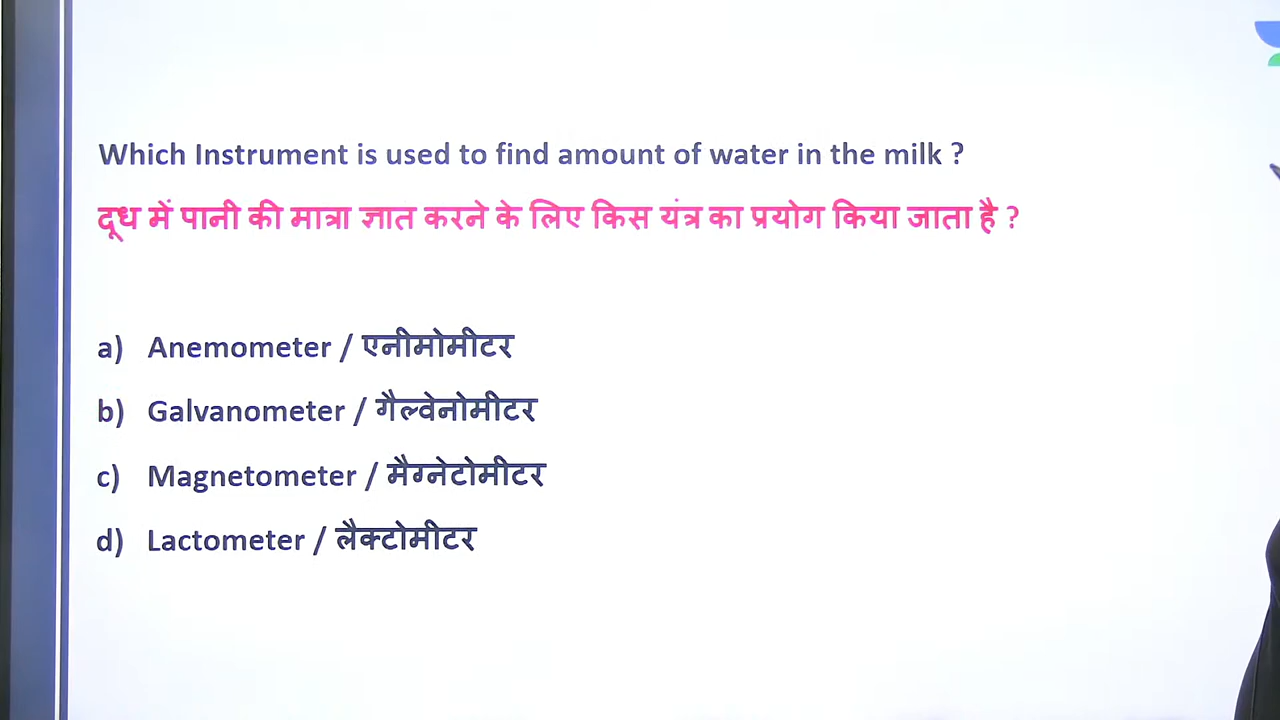 Which Instrument is used to find amount of water in the milk ?
दूध में पानी की मात्रा ज्ञात करने के लिए किस यंत्र का प्रयोग किया जाता है ?
a) Anemometer / एनीमोमीटर
b) Galvanometer / गैल्वेनोमीटर
c) Magnetometer / मैग्नेटोमीटर
d) Lactometer / लैक्टोमीटर